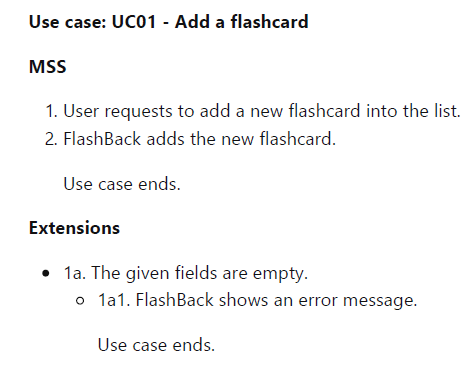 Use case: UC01 - Add a flashcard
MSS
1. User requests to add a new flashcard into the list.
2. FlashBack adds the new flashcard.
Use case ends.
Extensions
• 1a. The given fields are empty.
○ 1a1. FlashBack shows an error message.
Use case ends.